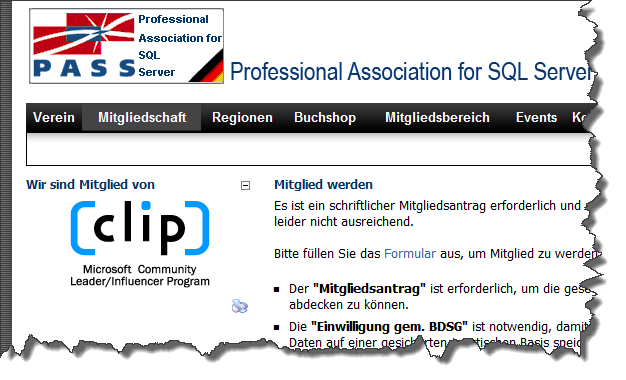 Professional
Association for
SQL
Server
PASS
Professional Association for SQL Server
Verein Mitgliedschaft Regionen Buchshop Mitgliedsbereich Events
Wir sind Mitglied von
[clip]
Microsoft Community
Leader/Influencer Program
Mitglied werden
Es ist ein schriftlicher Mitgliedsantrag erforderlich und
leider nicht ausreichend.
Bitte füllen Sie das Formular aus, um Mitglied zu werden
Der "Mitgliedsantrag" ist erforderlich, um die
abdecken zu können.
Die "Einwilligung gem. BDSG" ist notwendig, damit
Daten auf einer Basis